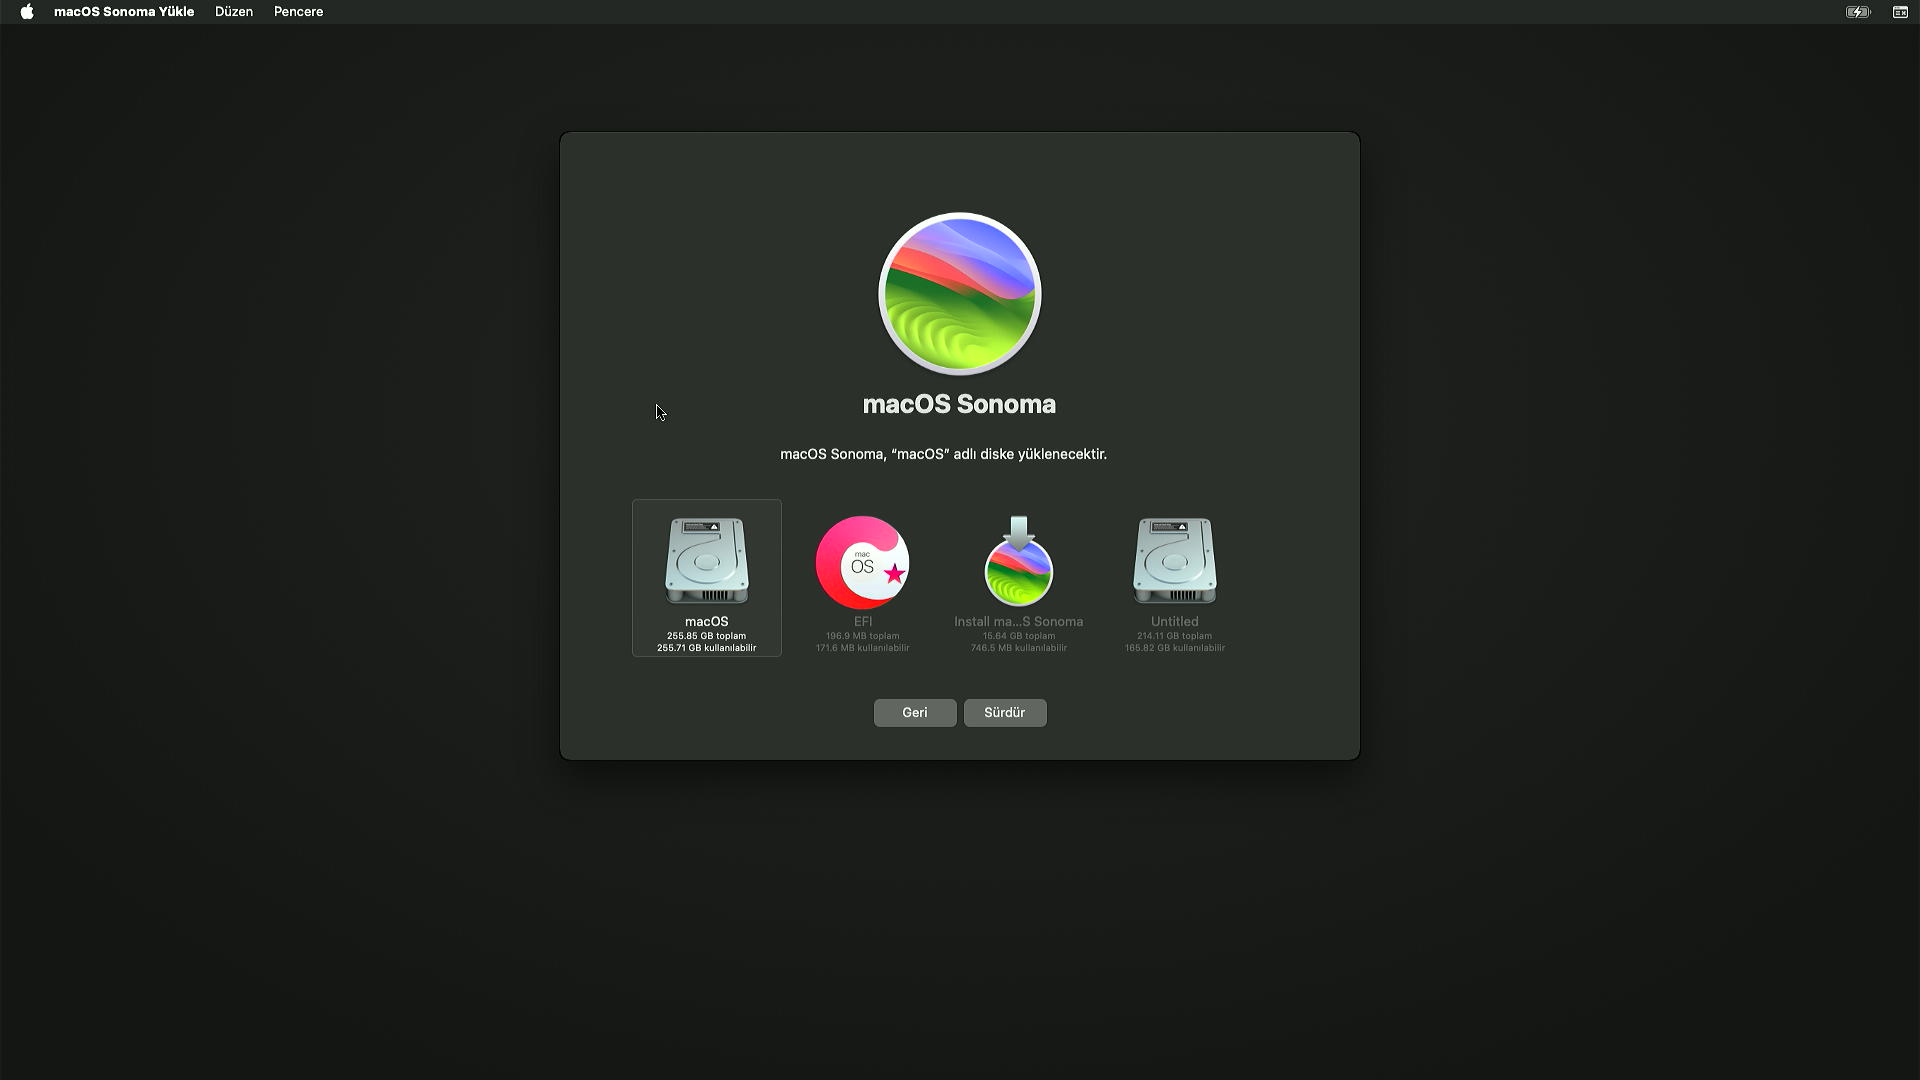 macOS Sonoma Yükle Düzen Pencere
macOS Sonoma
macOS Sonoma, “macOS” adlı diske yüklenecektir.
mac
OS
macOS
255.85 GB toplam
255.71 GB kullanılabilir
EFI
196.9 MB toplam
171.6 MB kullanılabilir
Install ma...S Sonoma
15.64 GB toplam
746.5 MB kullanılabilir
Untitled
214.11 GB toplam
165.82 GB kullanılabilir
Geri Sürdür